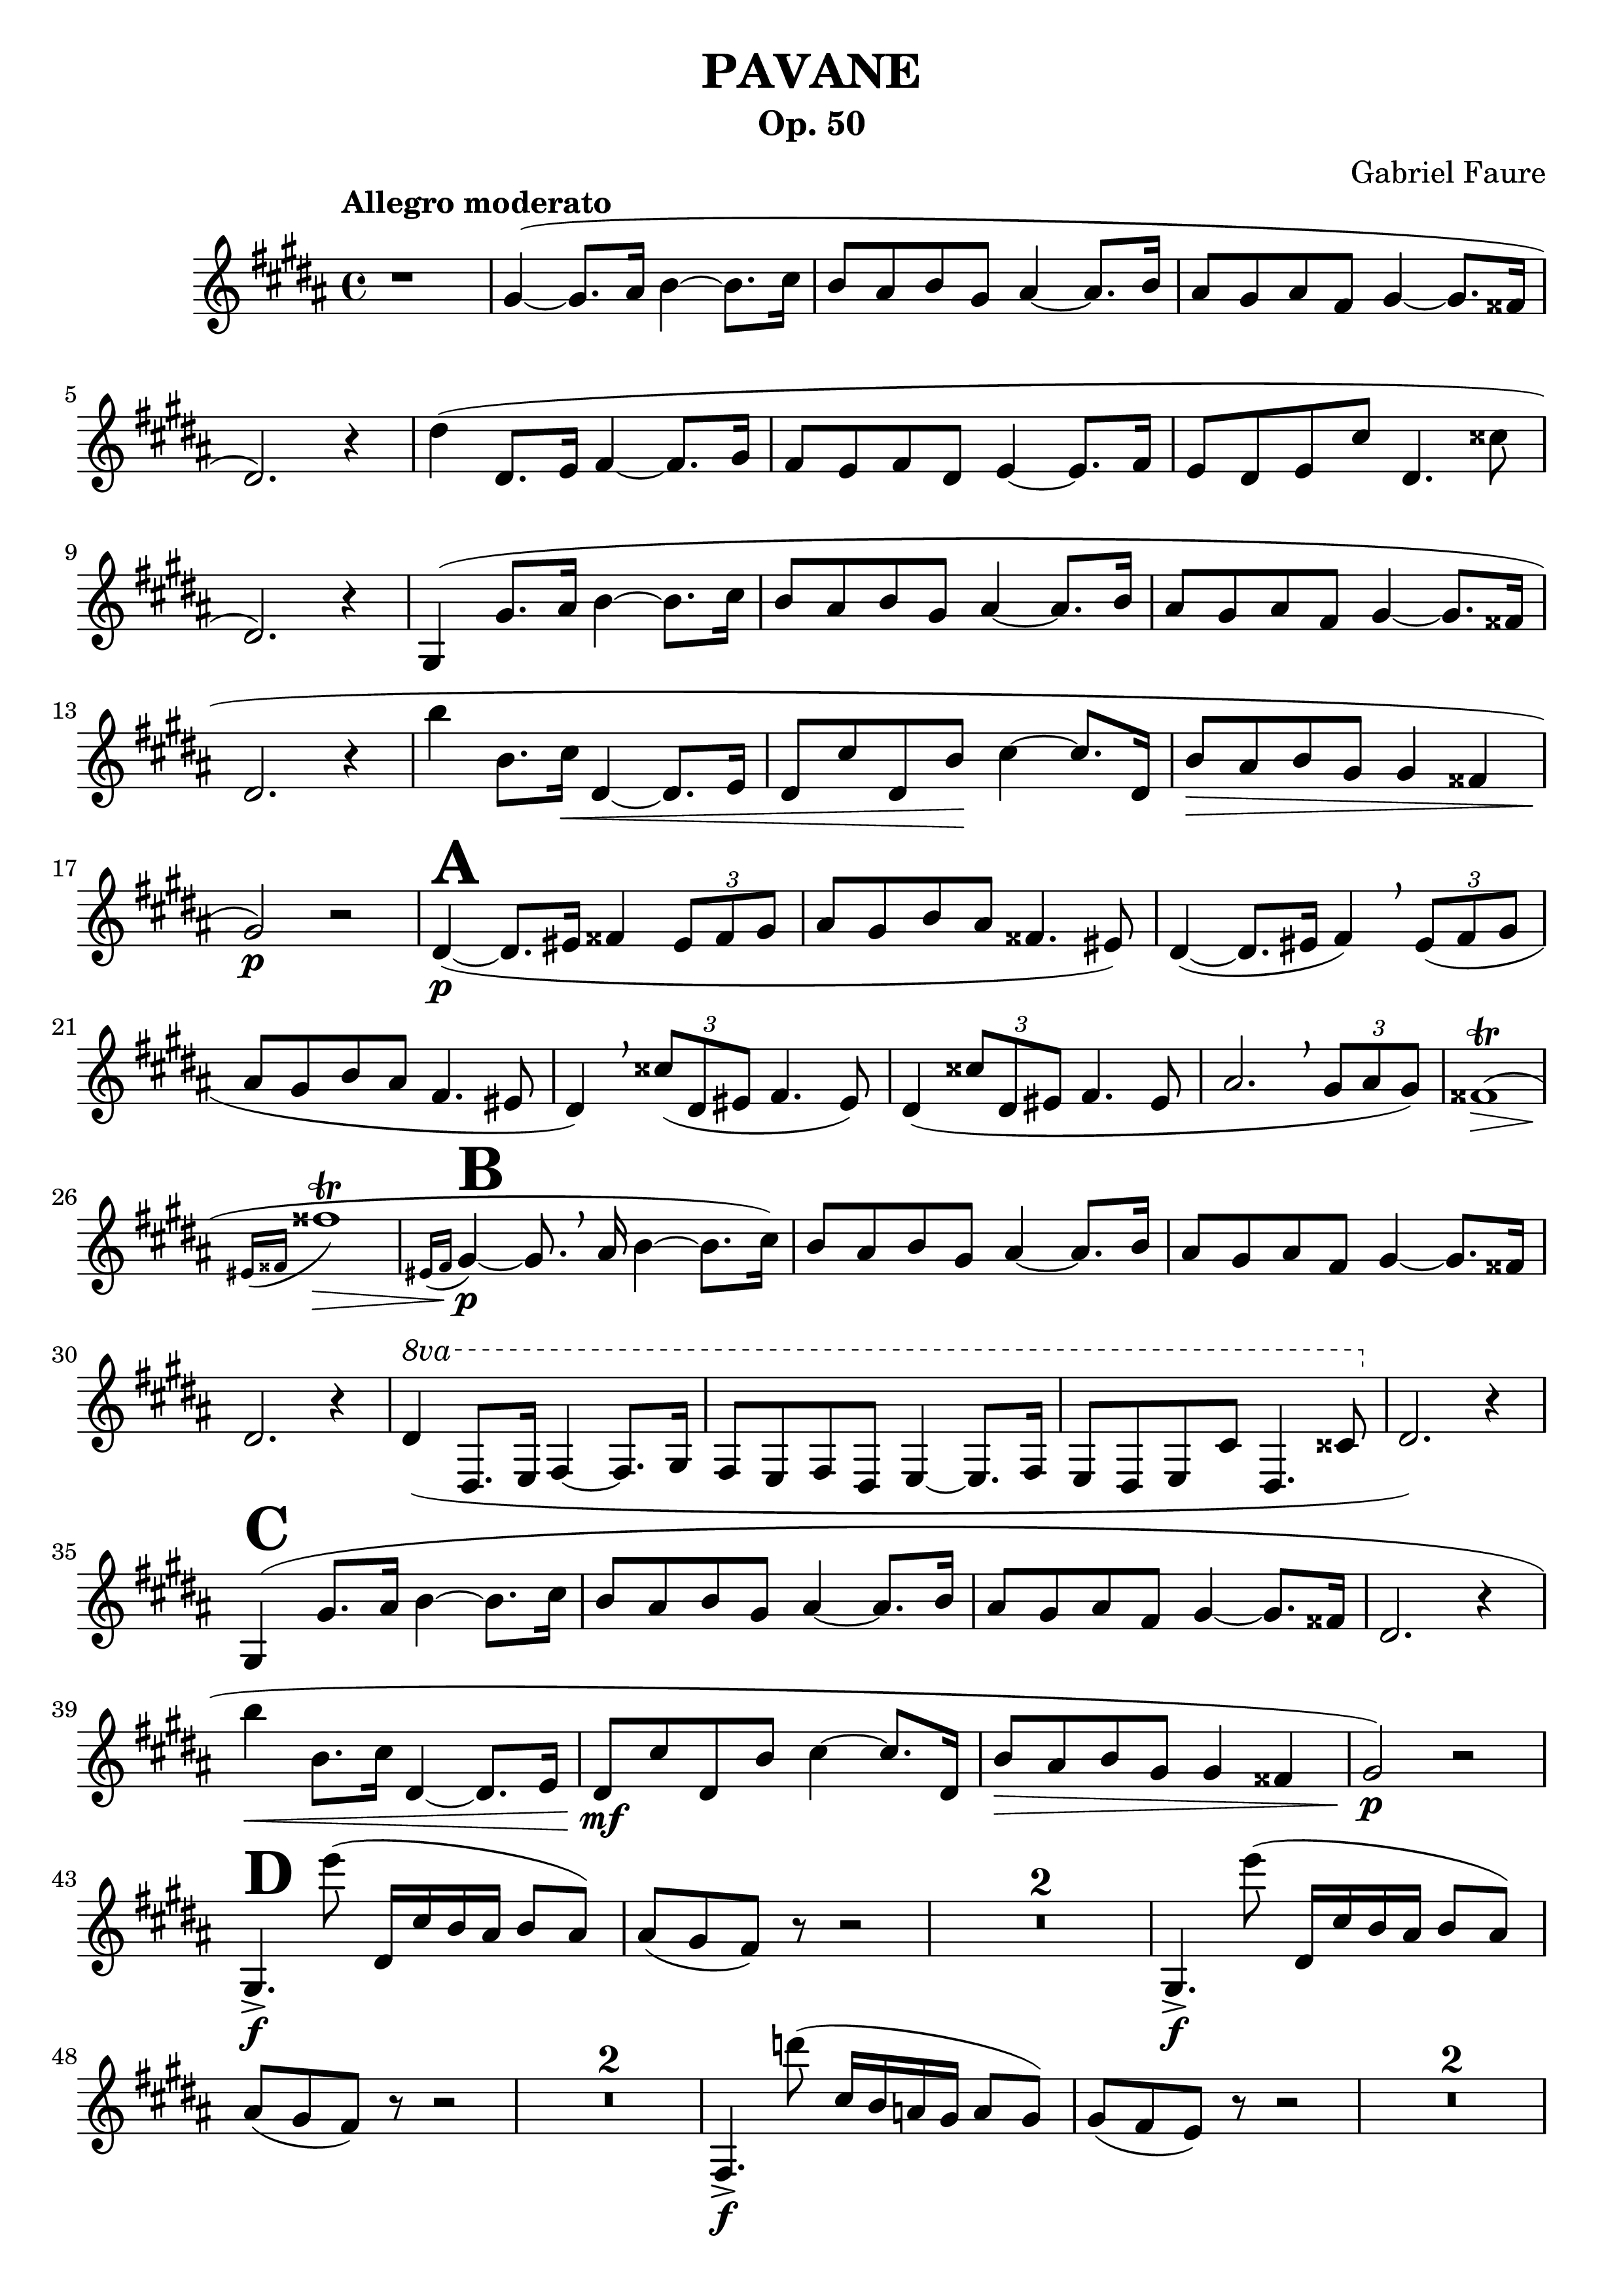 PAVANE
Op. 50
Gabriel Faure
Allegro moderato
5
9
13
17 p A p 3 3
21 3 3 3 tr
26 tr B p
30 8va
35 C
39 mf p
43 D f 2 f
48 2 f 2